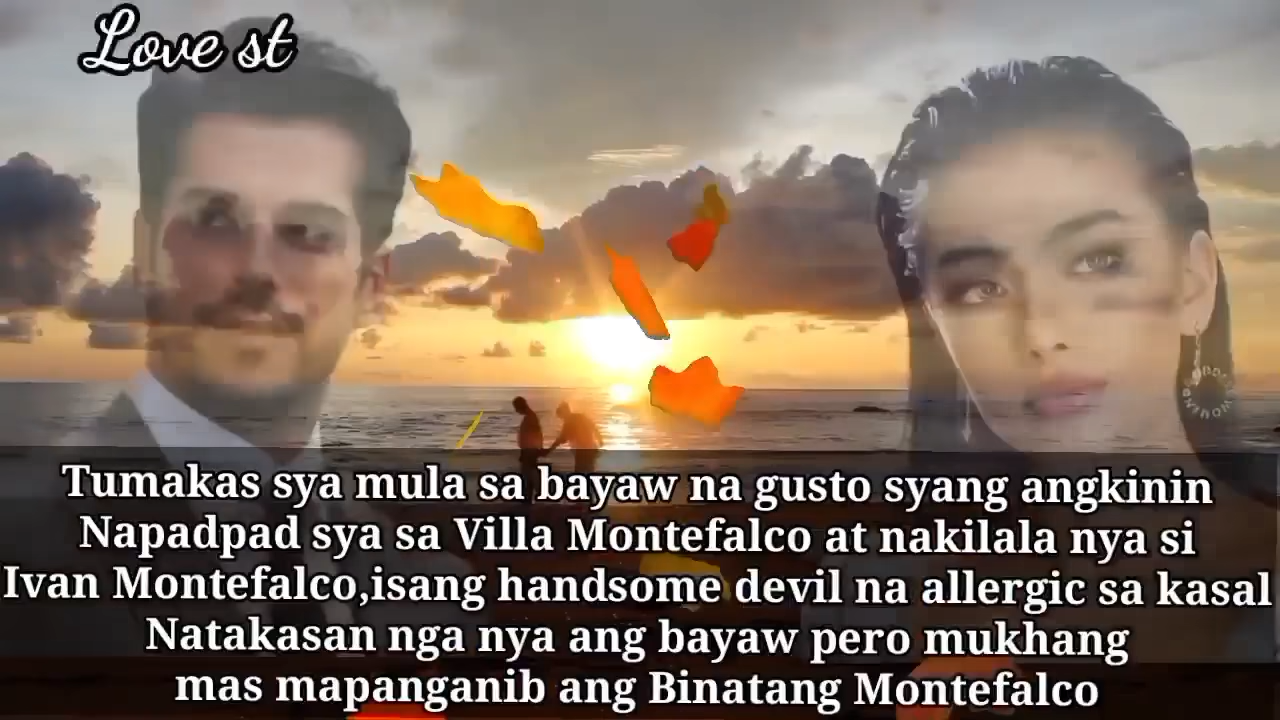 Love st
Tumakas sya mula sa bayaw na gusto syang angkinin
Napadpad sya sa Villa Montefalco at nakilala nya si
Ivan Montefalco,isang handsome devil na allergic sa kasal
Natakasan nga nya ang bayaw pero mukhang
mas mapanganib ang Binatang Montefalco